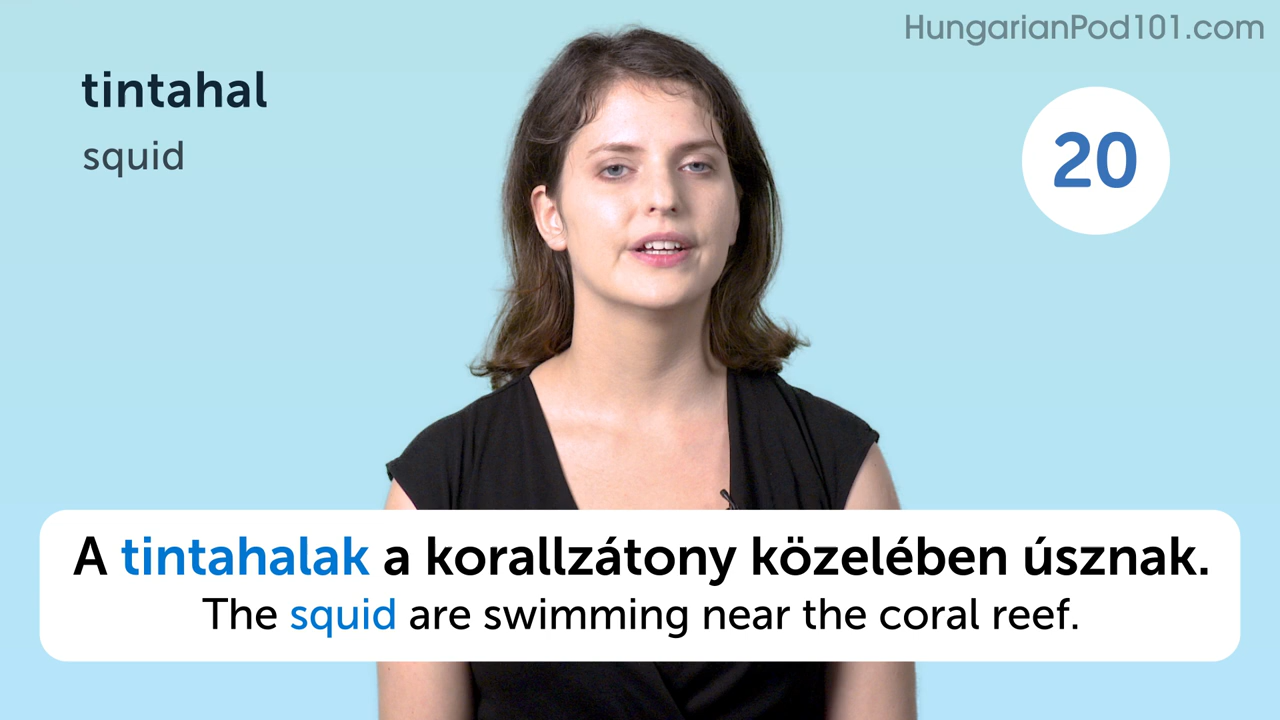 HungarianPod101.com
tintahal
squid
20
A tintahalak a korallzátony közelében úsznak.
The squid are swimming near the coral reef.